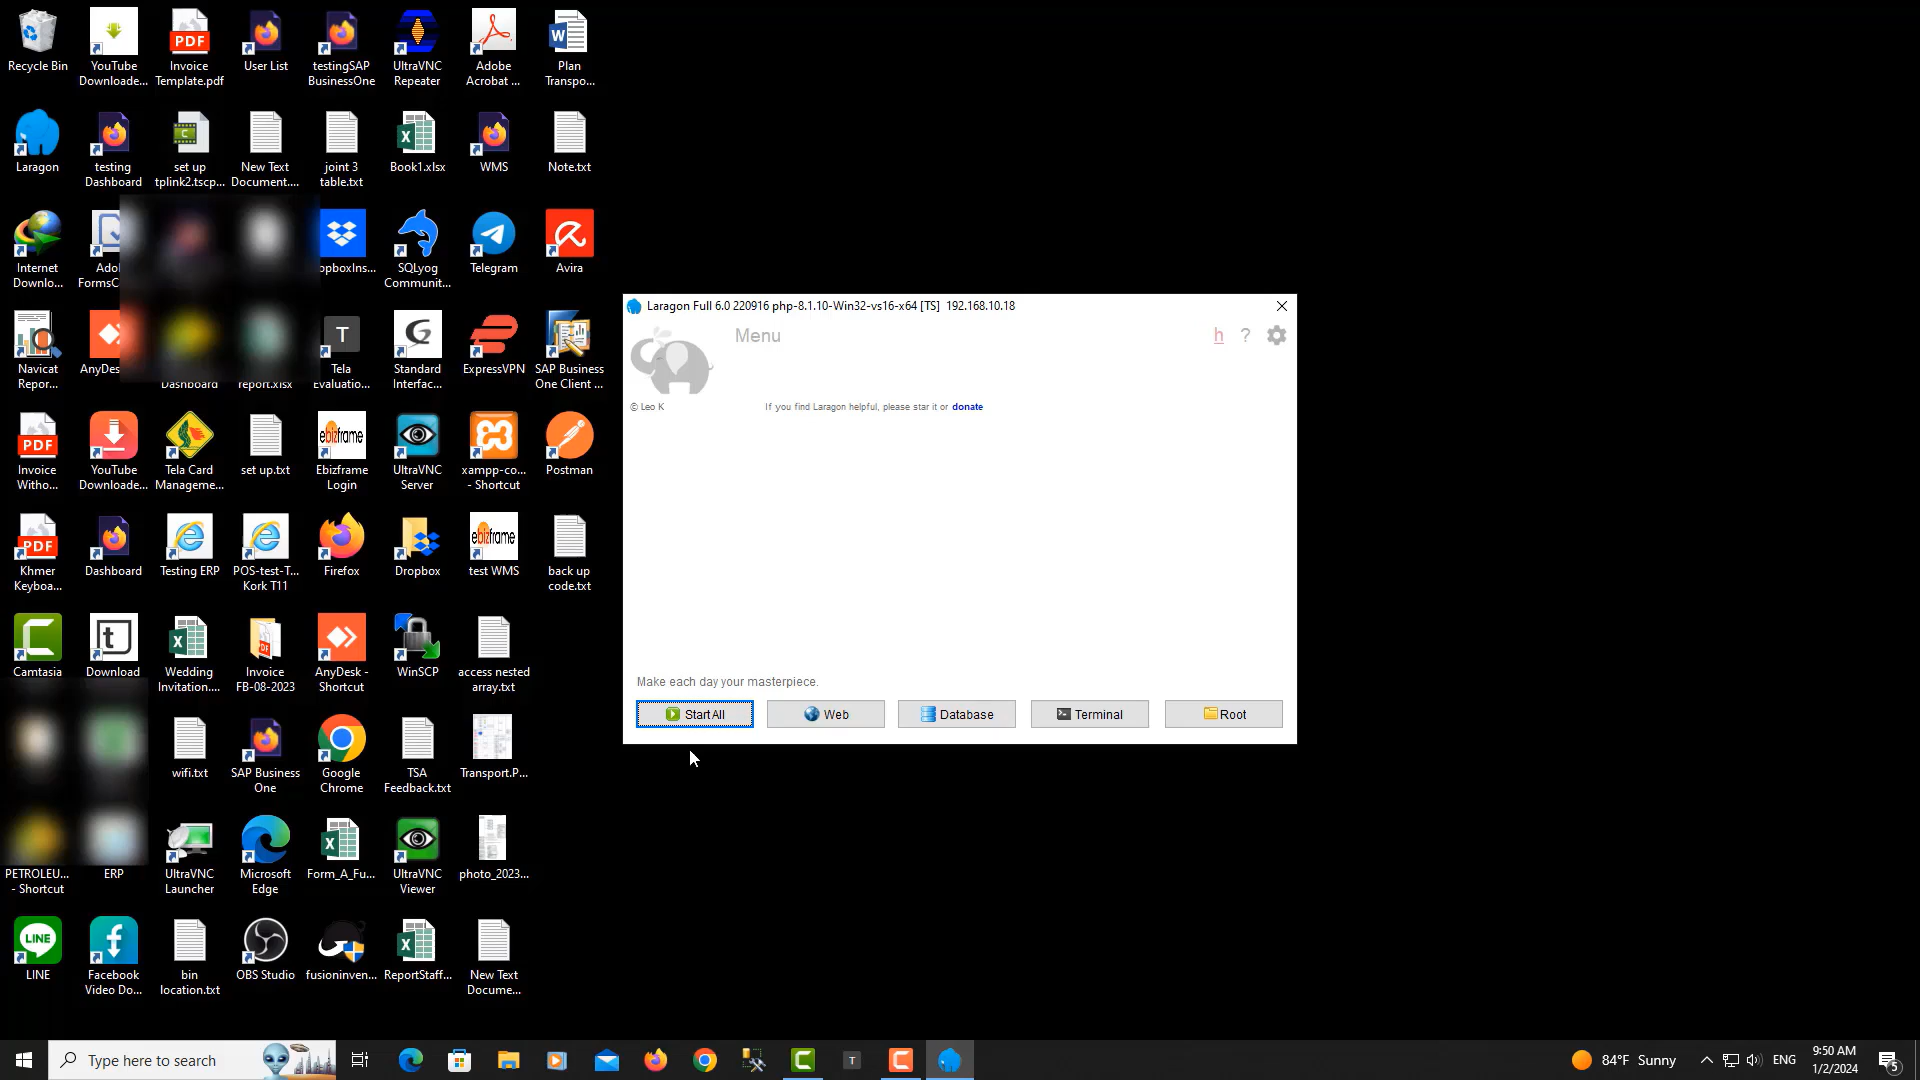 Recycle Bin
YouTube
Downloade...
Invoice
Template.pdf
User List
testingSAP
BusinessOne
UltraVNC
Repeater
Adobe
Acrobat ...
Plan
Transpo...
Laragon
testing
Dashboard
set up
tplink2.tscp...
New Text
Document....
joint 3
table.txt
Book1.xlsx
WMS
Note.txt
Internet
Downlo...
Ado
FormsC
opboxIns...
SQLyog
Communit...
Telegram
Avira
Navicat
Repor...
AnyDes
Dashboard
report.xlsx
Tela
Evaluatio...
Standard
Interfac...
ExpressVPN
SAP Business
One Client ...
Invoice
Witho...
YouTube
Downloade...
Tela Card
Manageme...
set up.txt
Ebizframe
Login
UltraVNC
Server
xampp-co...
- Shortcut
Postman
Khmer
Keyboa...
Dashboard
Testing ERP
POS-test-T...
Kork T11
Firefox
Dropbox
test WMS
back up
code.txt
Camtasia
Download
Wedding
Invitation....
Invoice
FB-08-2023
AnyDesk -
Shortcut
WinSCP
access nested
array.txt
wifi.txt
SAP Business
One
Google
Chrome
TSA
Feedback.txt
Transport.P...
PETROLEU...
- Shortcut
ERP
UltraVNC
Launcher
Microsoft
Edge
Form_A_Fu...
UltraVNC
Viewer
photo_2023...
LINE
Facebook
Video Do...
bin
location.txt
OBS Studio
fusioninven...
ReportStaff...
New Text
Docume...
Laragon Full 6.0 220916 php-8.1.10-Win32-vs16-x64 [TS] 192.168.10.18
Menu
h ?
© Leo K
If you find Laragon helpful, please star it or donate
Make each day your masterpiece.
Start All
Web
Database
Terminal
Root
Type here to search
84°F Sunny
ENG
9:50 AM
1/2/2024
5